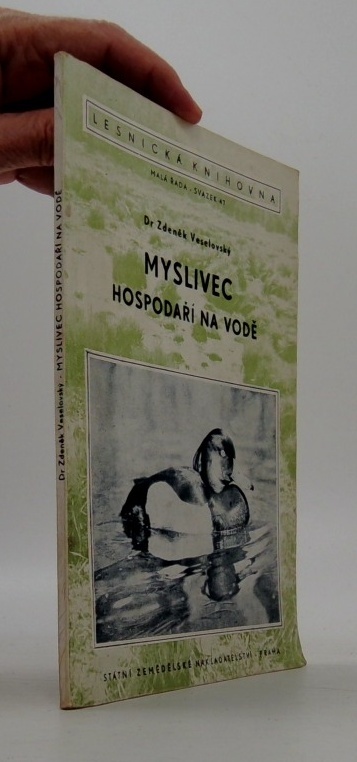 LESNICKÁ KNIHOVNA
MALÁ ŘADA - SVAZEK 47
Dr Zdeněk Veselovský
MYSLIVEC
HOSPODAŘÍ NA VODĚ
STÁTNÍ ZEMĚDĚLSKÉ NAKLADATELSTVÍ - PRAHA
Dr Zdeněk Veselovský - MYSLIVEC HOSPODAŘÍ NA VODĚ